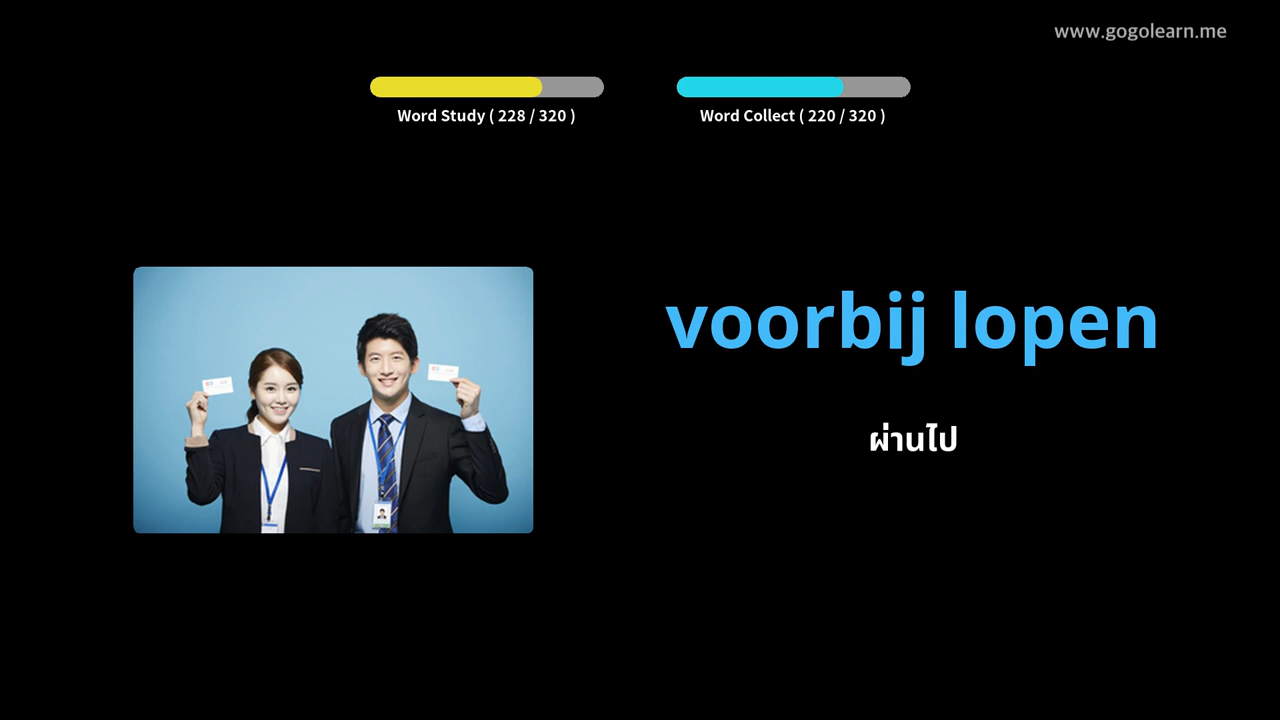 www.gogolearn.me
Word Study ( 228 / 320 )
Word Collect ( 220 / 320 )
voorbij lopen
ผ่านไป